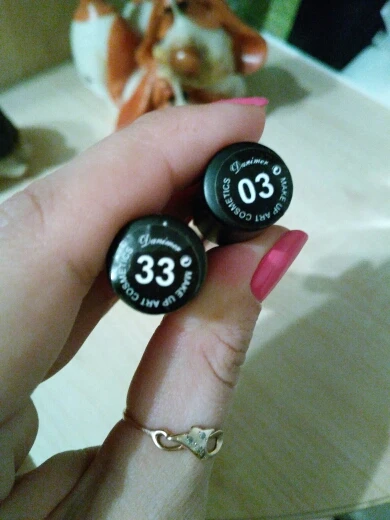 Danimer
33
MAKE UP ART COSMETICS
Danimer
03
MAKE UP ART COSMETICS